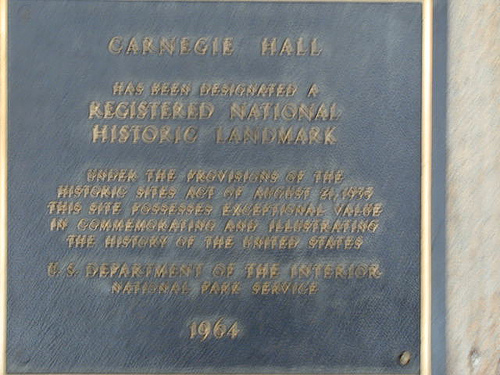 CARNEGIE HALL
HAS BEEN DESIGNATED A
REGISTERED NATIONAL
HISTORIC LANDMARK
UNDER THE PROVISIONS OF THE
HISTORIC SITES ACT OF AUGUST 21, 1935
THIS SITE POSSESSES EXCEPTIONAL VALUE
IN COMMEMORATING AND ILLUSTRATING
THE HISTORY OF THE UNITED STATES
U. S. DEPARTMENT OF THE INTERIOR
NATIONAL PARK SERVICE
1964